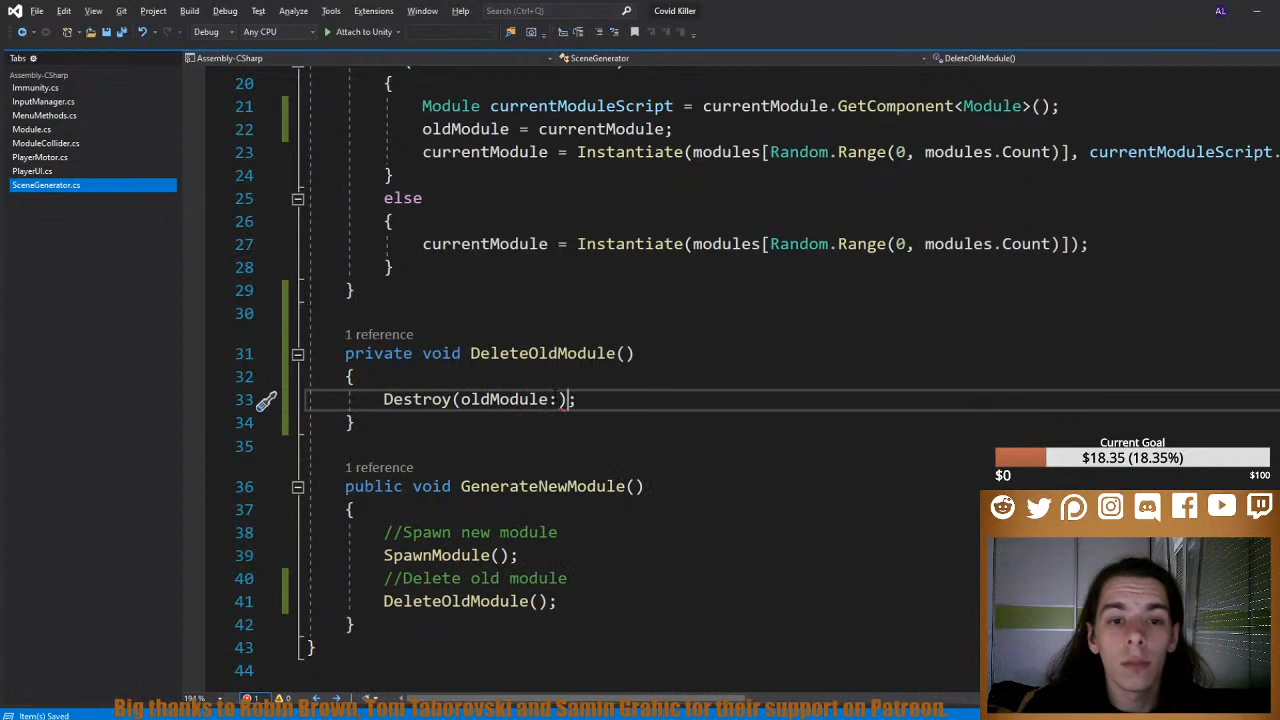 File Edit View Git Project Build Debug Test Analyze Tools Extensions Window Help Search (Ctrl+Q) Covid Killer AL
Debug Any CPU Attach to Unity
Tabs
Assembly-CSharp SceneGenerator DeleteOldModule()
Assembly-CSharp
Immunity.cs
InputManager.cs
MenuMethods.cs
Module.cs
ModuleCollider.cs
PlayerMotor.cs
PlayerUI.cs
SceneGenerator.cs
20 {
21 Module currentModuleScript = currentModule.GetComponent<Module>();
22 oldModule = currentModule;
23 currentModule = Instantiate(modules[Random.Range(0, modules.Count)], currentModuleScript.
24 }
25 else
26 {
27 currentModule = Instantiate(modules[Random.Range(0, modules.Count)]);
28 }
29 }
30
1 reference
31 private void DeleteOldModule()
32 {
33 Destroy(oldModule:);
34 }
35
1 reference
36 public void GenerateNewModule()
37 {
38 //Spawn new module
39 SpawnModule();
40 //Delete old module
41 DeleteOldModule();
42 }
43 }
44
Current Goal
$18.35 (18.35%)
$0 $100
194 % 1 0
Item(s) Saved
Big thanks to Robin Brown, Tom Taborovski and Samin Grafic for their support on Patreon.